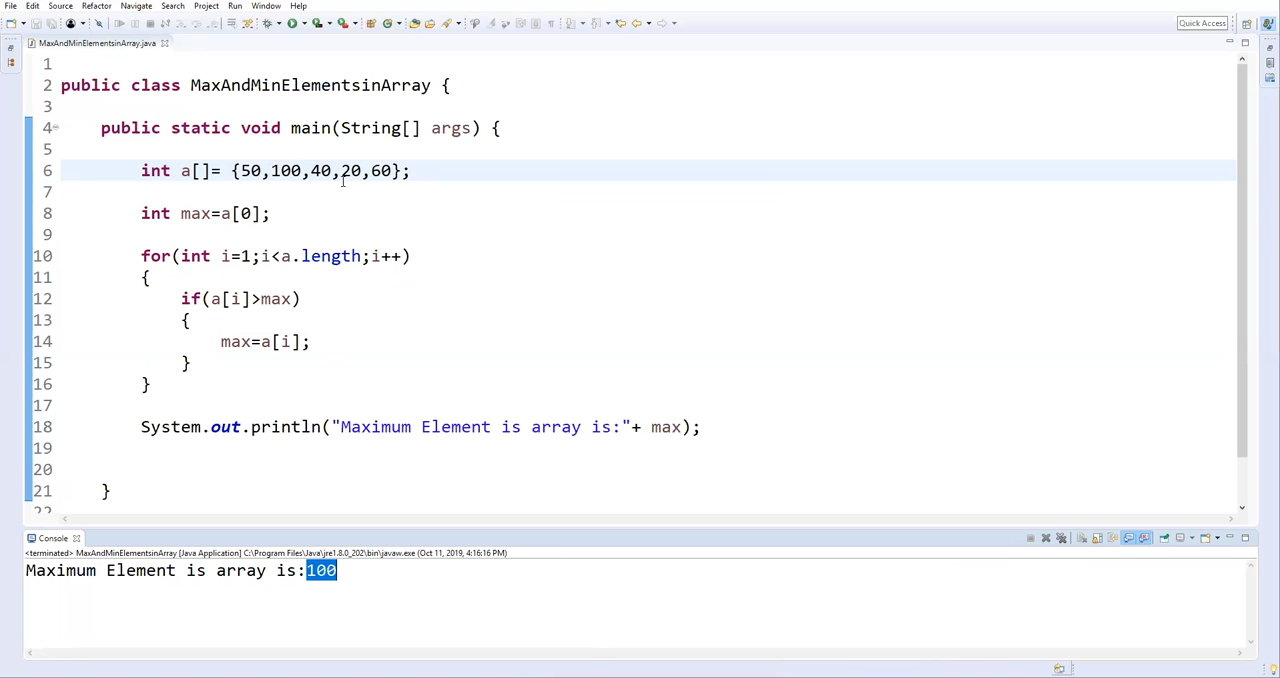 File Edit Source Refactor Navigate Search Project Run Window Help
Quick Access
MaxAndMinElementsinArray.java
1
2 public class MaxAndMinElementsinArray {
3
4 public static void main(String[] args) {
5
6 int a[]= {50,100,40,20,60};
7
8 int max=a[0];
9
10 for(int i=1;i<a.length;i++)
11 {
12 if(a[i]>max)
13 {
14 max=a[i];
15 }
16 }
17
18 System.out.println("Maximum Element is array is:"+ max);
19
20
21 }
22
Console
<terminated> MaxAndMinElementsinArray [Java Application] C:\Program Files\Java\jre1.8.0_202\bin\javaw.exe (Oct 11, 2019, 4:16:16 PM)
Maximum Element is array is:100